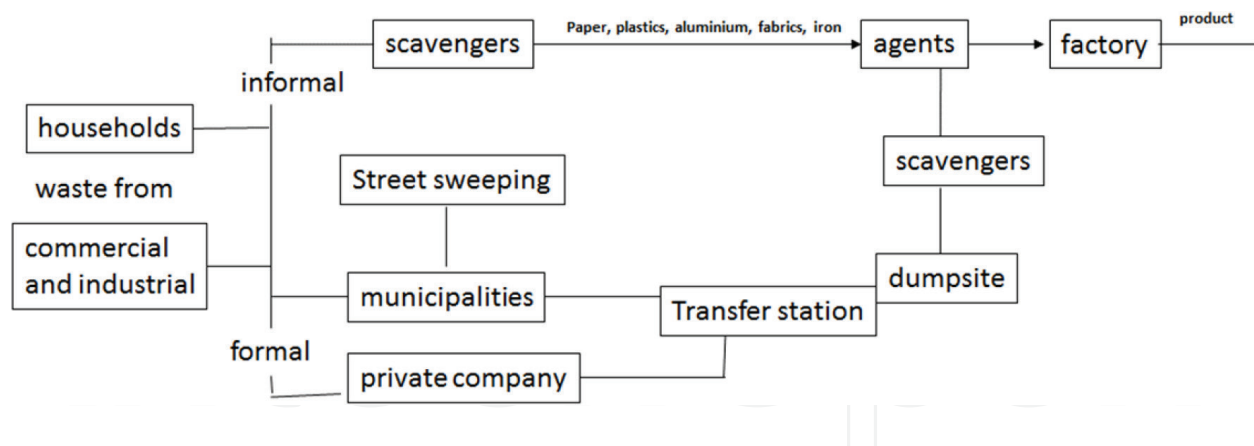 product
scavengers
Paper, plastics, aluminium, fabrics, iron
agents
factory
informal
households
scavengers
Street sweeping
waste from
commercial
and industrial
municipalities
Transfer station
dumpsite
formal
private company